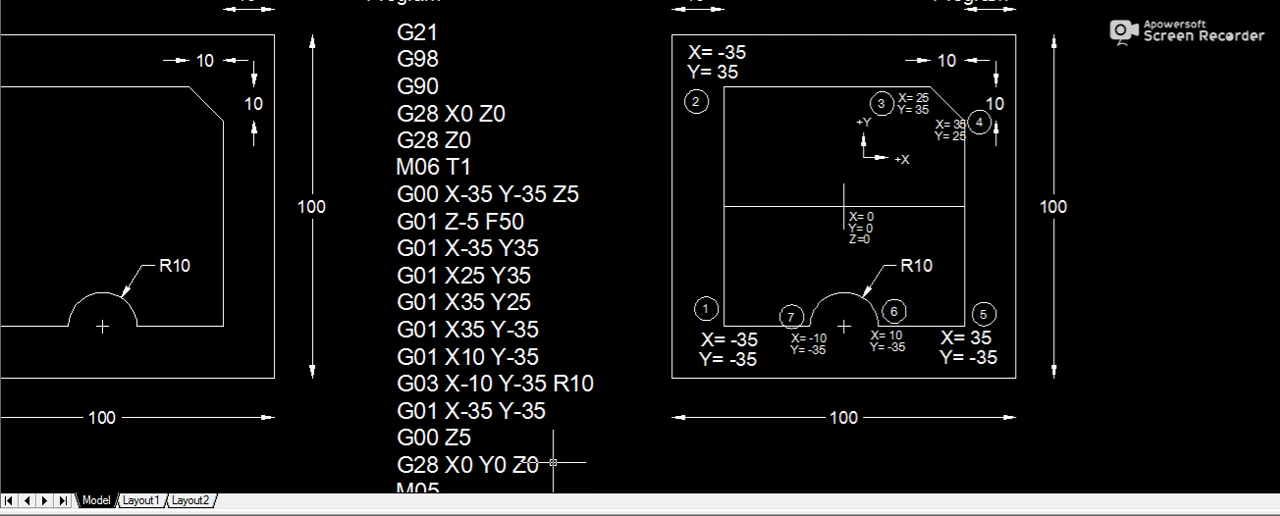 Apowersoft
Screen Recorder
G21
G98
G90
G28 X0 Z0
G28 Z0
M06 T1
G00 X-35 Y-35 Z5
G01 Z-5 F50
G01 X-35 Y35
G01 X25 Y35
G01 X35 Y25
G01 X35 Y-35
G01 X10 Y-35
G03 X-10 Y-35 R10
G01 X-35 Y-35
G00 Z5
G28 X0 Y0 Z0
M05
10
10
100
R10
100
X= -35
Y= 35
2
10
10
3
X= 25
Y= 35
4
X= 35
Y= 25
+Y
+X
100
X= 0
Y= 0
Z=0
R10
1
X= -35
Y= -35
7
X= -10
Y= -35
6
X= 10
Y= -35
5
X= 35
Y= -35
100
Model
Layout1
Layout2